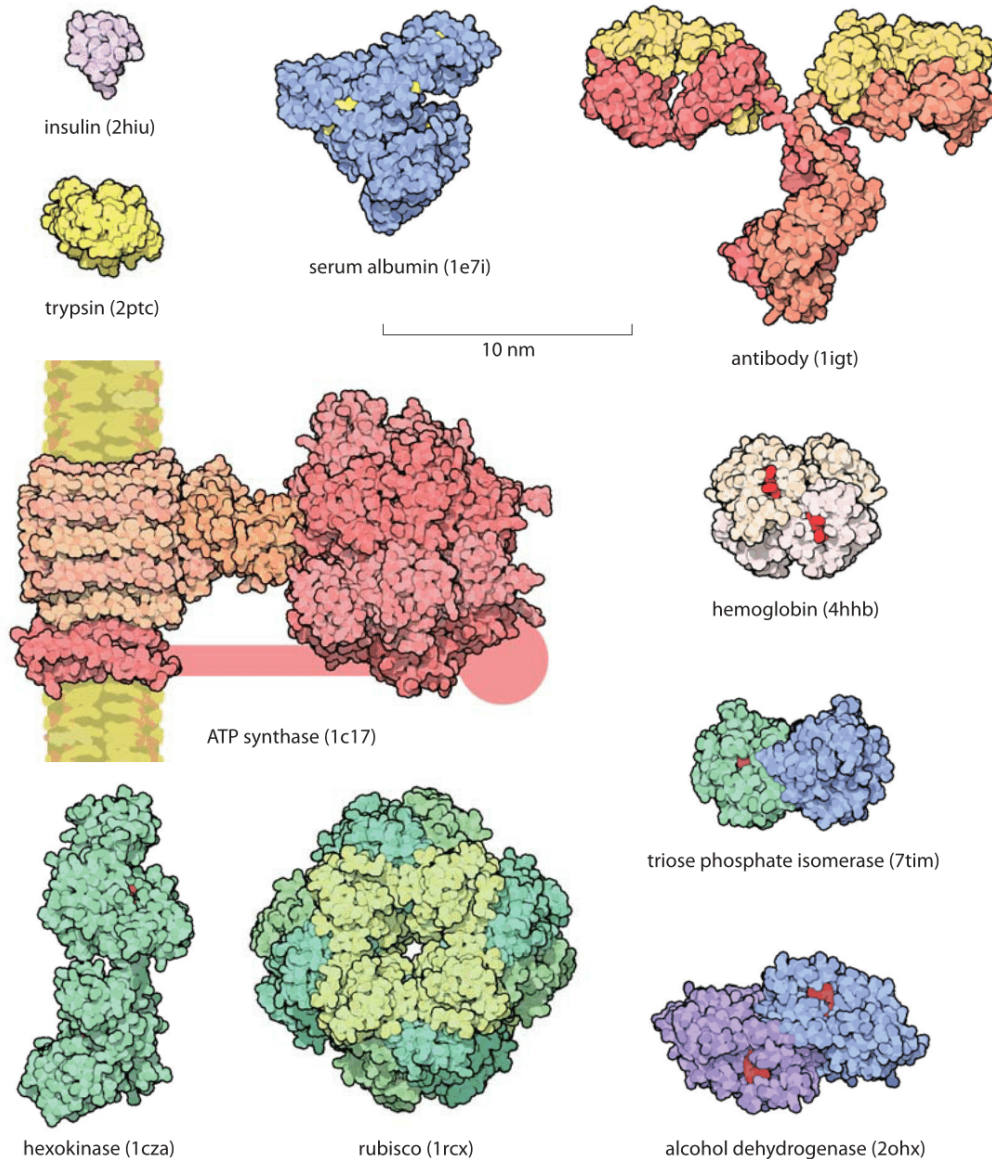 insulin (2hiu)
trypsin (2ptc)
serum albumin (1e7i)
10 nm
antibody (1igt)
hemoglobin (4hhb)
ATP synthase (1c17)
triose phosphate isomerase (7tim)
hexokinase (1cza)
rubisco (1rcx)
alcohol dehydrogenase (2ohx)